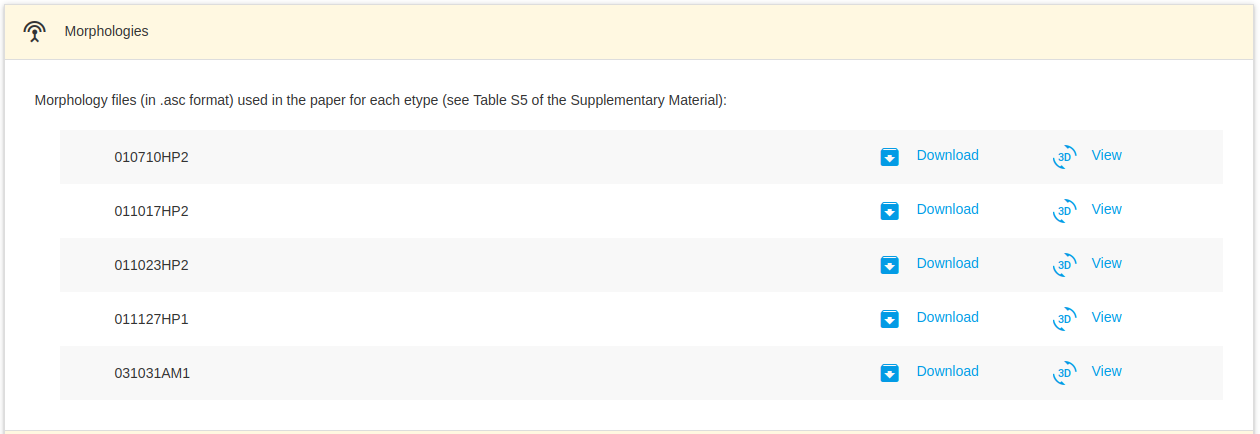 Morphologies
Morphology files (in .asc format) used in the paper for each etype (see Table S5 of the Supplementary Material):
010710HP2 Download 3D View
011017HP2 Download 3D View
011023HP2 Download 3D View
011127HP1 Download 3D View
031031AM1 Download 3D View